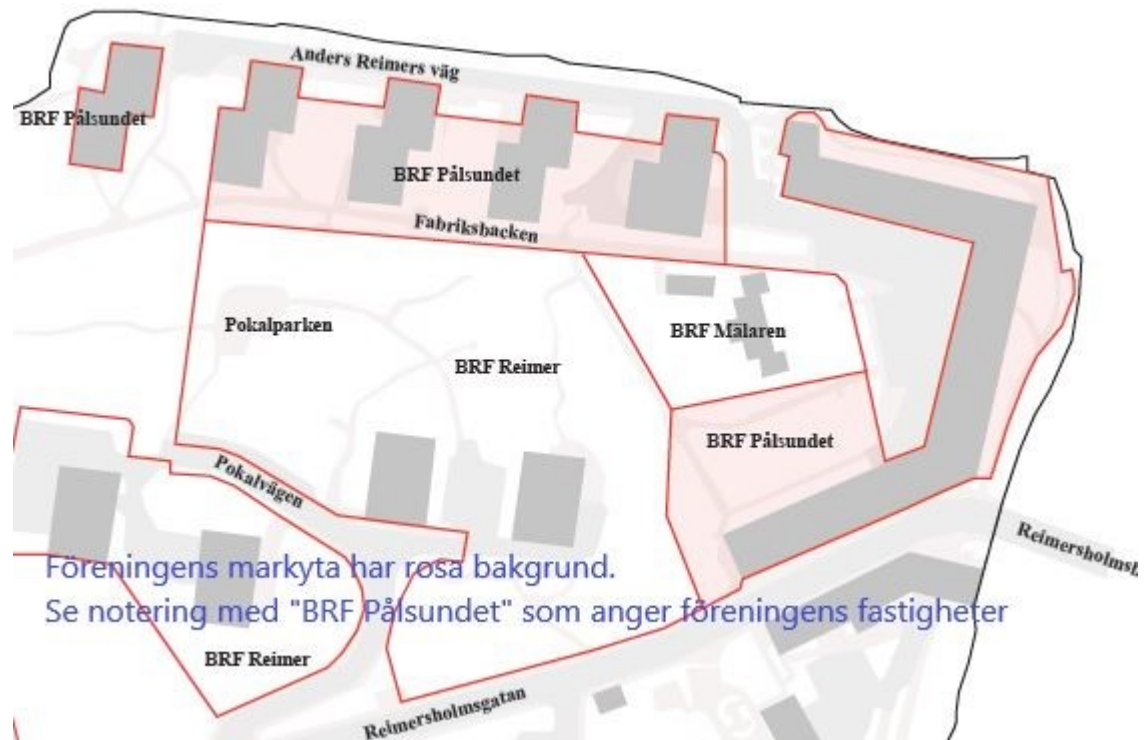 Anders Reimers väg
BRF Pålsundet
BRF Pålsundet
Fabriksbacken
Pokalparken
BRF Mälaren
BRF Reimer
BRF Pålsundet
Pokalvägen
Reimersholmsb
Föreningens markyta har rosa bakgrund.
Se notering med "BRF Pålsundet" som anger föreningens fastigheter
BRF Reimer
Reimersholmsgatan